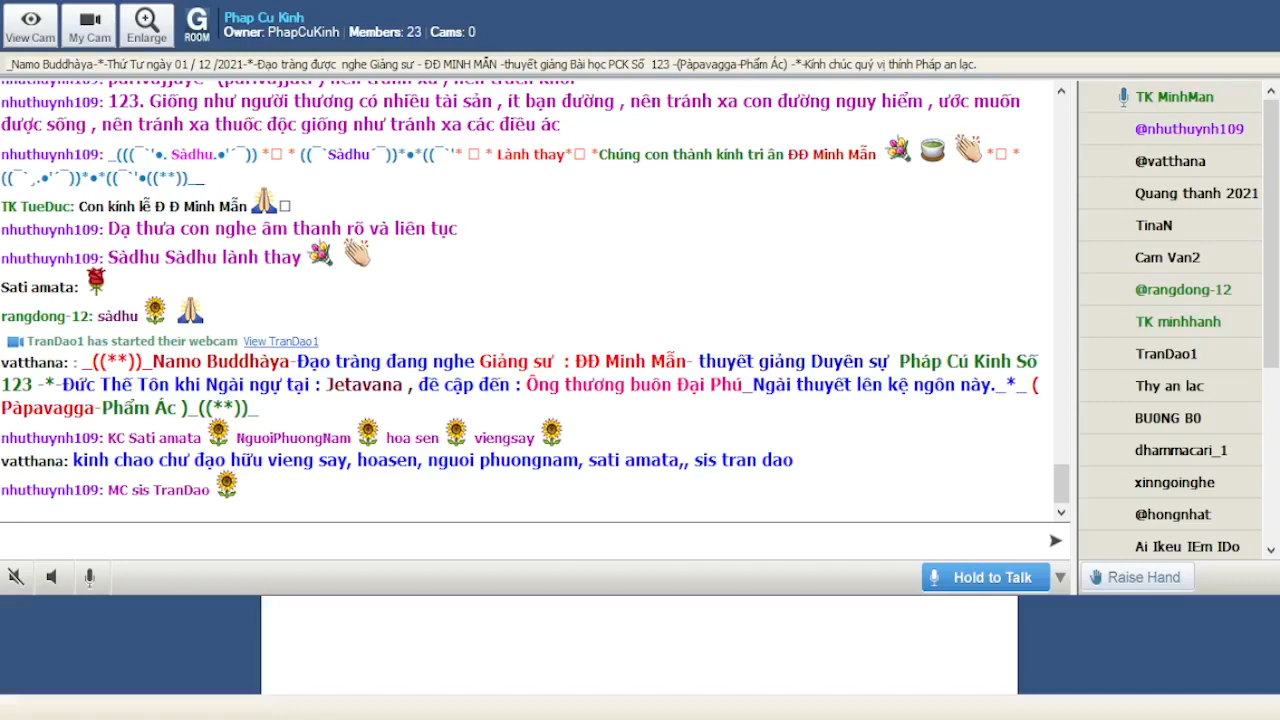 View Cam
My Cam
Enlarge
G
ROOM
Phap Cu Kinh
Owner: PhapCuKinh | Members: 23 | Cams: 0
_Namo Buddhàya-*-Thứ Tư ngày 01 / 12 /2021-*-Đạo tràng được nghe Giảng sư - ĐĐ MINH MẪN -thuyết giảng Bài học PCK Số 123 -(Pàpavagga-Phẩm Ác) -*-Kính chúc quý vị thính Pháp an lạc.
nhuthuynh109: 123. Giống như người thương có nhiều tài sản , ít bạn đường , nên tránh xa con đường nguy hiểm , ước muốn
được sống , nên tránh xa thuốc độc giống như tránh xa các điều ác
nhuthuynh109: _(((¯`'•. Sàdhu.•'´¯)) *□ * ((¯`Sàdhu´¯))*•*((¯`'* □ * Lành thay*□ *Chúng con thành kính tri ân ĐĐ Minh Mẫn *□ *
((¯`¸.•'´¯))*•*((¯`'•((**))__
TK TueDuc: Con kính lễ Đ Đ Minh Mẫn □
nhuthuynh109: Dạ thưa con nghe âm thanh rõ và liên tục
nhuthuynh109: Sàdhu Sàdhu lành thay
Sati amata:
rangdong-12: sàdhu
TranDao1 has started their webcam View TranDao1
vatthana: : _((**))_Namo Buddhàya-Đạo tràng đang nghe Giảng sư : ĐĐ Minh Mẫn- thuyết giảng Duyên sự Pháp Cú Kinh Số
123 -*-Đức Thế Tôn khi Ngài ngự tại : Jetavana , đề cập đến : Ông thương buôn Đại Phú_Ngài thuyết lên kệ ngôn này._*_ (
Pàpavagga-Phẩm Ác )_((**))_
nhuthuynh109: KC Sati amata NguoiPhuongNam hoa sen viengsay
vatthana: kinh chao chư đạo hữu vieng say, hoasen, nguoi phuongnam, sati amata,, sis tran dao
nhuthuynh109: MC sis TranDao
Hold to Talk
TK MinhMan
@nhuthuynh109
@vatthana
Quang thanh 2021
TinaN
Cam Van2
@rangdong-12
TK minhhanh
TranDao1
Thy an lac
BU0NG B0
dhammacari_1
xinngoinghe
@hongnhat
Ai Ikeu IEm IDo
Raise Hand